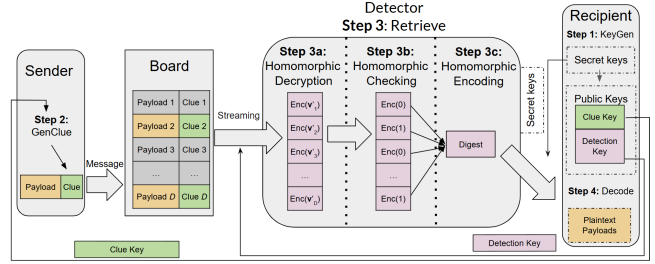 Detector
Step 3: Retrieve
Recipient
Step 1: KeyGen
Secret keys
Public Keys
Clue Key
Detection
Key
Step 4: Decode
Plaintext
Payloads
Sender
Step 2:
GenClue
Payload Clue
Message
Board
Payload 1 Clue 1
Payload 2 Clue 2
Payload 3 Clue 3
... ...
Payload D Clue D
Streaming
Step 3a:
Homomorphic
Decryption
Enc(v'₁)
Enc(v'₂)
Enc(v'₃)
...
Enc(v'_D)
Step 3b:
Homomorphic
Checking
Enc(0)
Enc(1)
Enc(0)
...
Enc(1)
Step 3c:
Homomorphic
Encoding
Digest
Secret keys
Clue Key
Detection Key